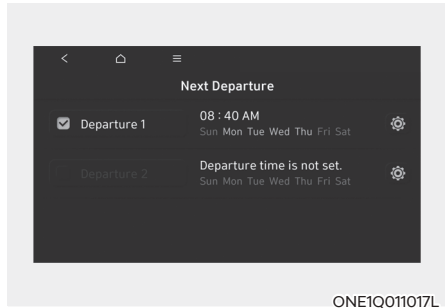 Next Departure
Departure 1
08 : 40 AM
Sun Mon Tue Wed Thu Fri Sat
Departure 2
Departure time is not set.
Sun Mon Tue Wed Thu Fri Sat
ONE1Q011017L